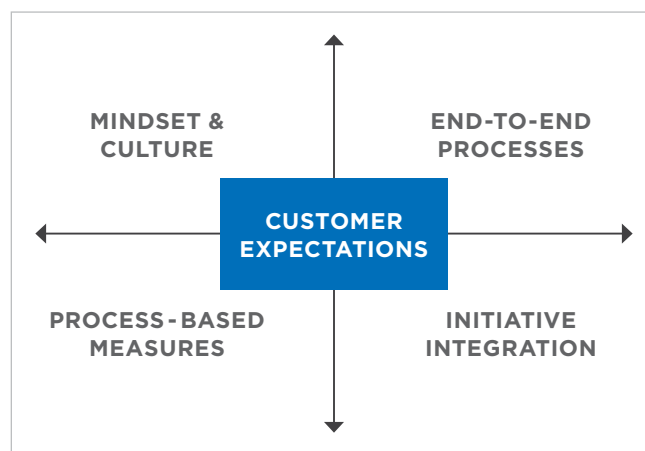 MINDSET &
CULTURE
END-TO-END
PROCESSES
CUSTOMER
EXPECTATIONS
PROCESS-BASED
MEASURES
INITIATIVE
INTEGRATION